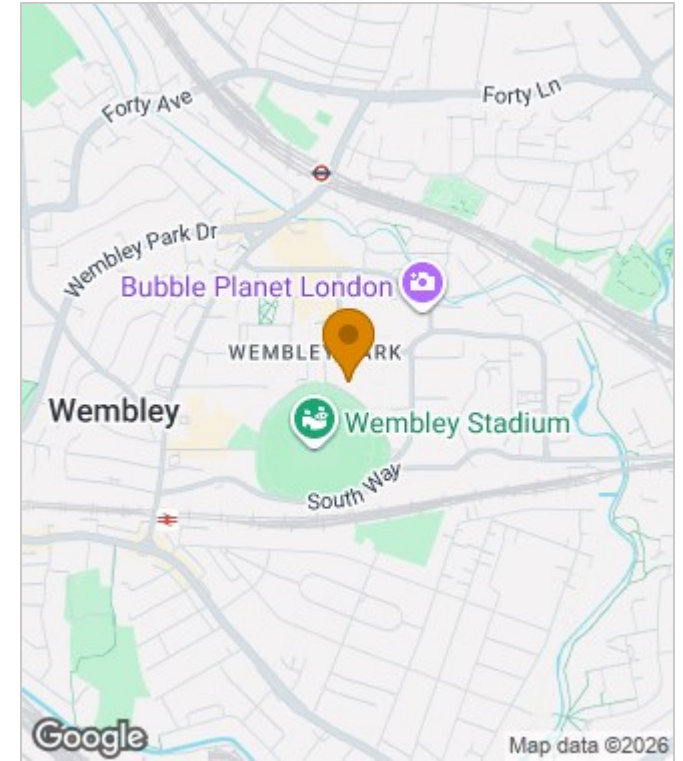 Forty Ave
Forty Ln
Wembley Park Dr
Bubble Planet London
WEMBLEY PARK
Wembley
Wembley Stadium
South Way
Google
Map data ©2026